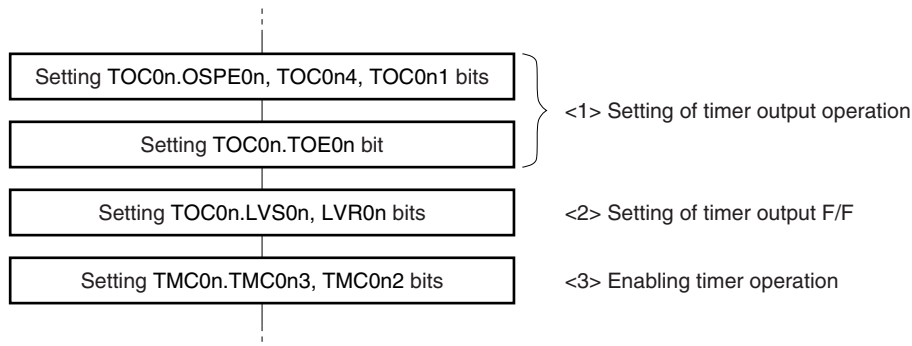 Setting TOC0n.OSPE0n, TOC0n4, TOC0n1 bits
<1> Setting of timer output operation
Setting TOC0n.TOE0n bit
Setting TOC0n.LVS0n, LVR0n bits
<2> Setting of timer output F/F
Setting TMC0n.TMC0n3, TMC0n2 bits
<3> Enabling timer operation